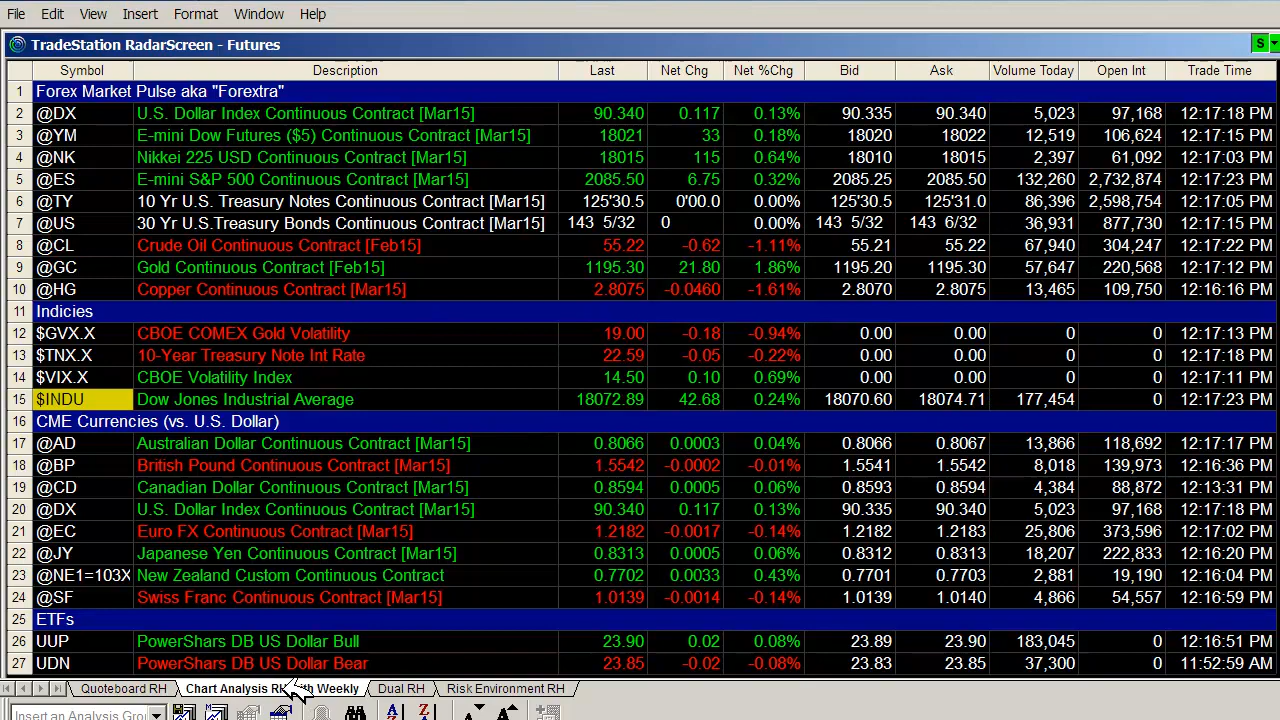 File Edit View Insert Format Window Help
TradeStation RadarScreen - Futures S
Symbol Description Last Net Chg Net %Chg Bid Ask Volume Today Open Int Trade Time
1 Forex Market Pulse aka "Forextra"
2 @DX U.S. Dollar Index Continuous Contract [Mar15] 90.340 0.117 0.13% 90.335 90.340 5,023 97,168 12:17:18 PM
3 @YM E-mini Dow Futures ($5) Continuous Contract [Mar15] 18021 33 0.18% 18020 18022 12,519 106,624 12:17:15 PM
4 @NK Nikkei 225 USD Continuous Contract [Mar15] 18015 115 0.64% 18010 18015 2,397 61,092 12:17:03 PM
5 @ES E-mini S&P 500 Continuous Contract [Mar15] 2085.50 6.75 0.32% 2085.25 2085.50 132,260 2,732,874 12:17:23 PM
6 @TY 10 Yr U.S. Treasury Notes Continuous Contract [Mar15] 125'30.5 0'00.0 0.00% 125'30.5 125'31.0 86,396 2,598,754 12:17:05 PM
7 @US 30 Yr U.S.Treasury Bonds Continuous Contract [Mar15] 143 5/32 0 0.00% 143 5/32 143 6/32 36,931 877,730 12:17:15 PM
8 @CL Crude Oil Continuous Contract [Feb15] 55.22 -0.62 -1.11% 55.21 55.22 67,940 304,247 12:17:22 PM
9 @GC Gold Continuous Contract [Feb15] 1195.30 21.80 1.86% 1195.20 1195.30 57,647 220,568 12:17:12 PM
10 @HG Copper Continuous Contract [Mar15] 2.8075 -0.0460 -1.61% 2.8070 2.8075 13,465 109,750 12:16:16 PM
11 Indicies
12 $GVX.X CBOE COMEX Gold Volatility 19.00 -0.18 -0.94% 0.00 0.00 0 0 12:17:13 PM
13 $TNX.X 10-Year Treasury Note Int Rate 22.59 -0.05 -0.22% 0.00 0.00 0 0 12:17:18 PM
14 $VIX.X CBOE Volatility Index 14.50 0.10 0.69% 0.00 0.00 0 0 12:17:11 PM
15 $INDU Dow Jones Industrial Average 18072.89 42.68 0.24% 18070.60 18074.71 177,454 0 12:17:23 PM
16 CME Currencies (vs. U.S. Dollar)
17 @AD Australian Dollar Continuous Contract [Mar15] 0.8066 0.0003 0.04% 0.8066 0.8067 13,866 118,692 12:17:17 PM
18 @BP British Pound Continuous Contract [Mar15] 1.5542 -0.0002 -0.01% 1.5541 1.5542 8,018 139,973 12:16:36 PM
19 @CD Canadian Dollar Continuous Contract [Mar15] 0.8594 0.0005 0.06% 0.8593 0.8594 4,384 88,872 12:13:31 PM
20 @DX U.S. Dollar Index Continuous Contract [Mar15] 90.340 0.117 0.13% 90.335 90.340 5,023 97,168 12:17:18 PM
21 @EC Euro FX Continuous Contract [Mar15] 1.2182 -0.0017 -0.14% 1.2182 1.2183 25,806 373,596 12:17:02 PM
22 @JY Japanese Yen Continuous Contract [Mar15] 0.8313 0.0005 0.06% 0.8312 0.8313 18,207 222,833 12:16:20 PM
23 @NE1=103X New Zealand Custom Continuous Contract 0.7702 0.0033 0.43% 0.7701 0.7703 2,881 19,190 12:16:04 PM
24 @SF Swiss Franc Continuous Contract [Mar15] 1.0139 -0.0014 -0.14% 1.0139 1.0140 4,866 54,557 12:16:59 PM
25 ETFs
26 UUP PowerShars DB US Dollar Bull 23.90 0.02 0.08% 23.89 23.90 183,045 0 12:16:51 PM
27 UDN PowerShars DB US Dollar Bear 23.85 -0.02 -0.08% 23.83 23.85 37,300 0 11:52:59 AM
Quoteboard RH Chart Analysis RH Weekly Dual RH Risk Environment RH
Insert an Analysis Gro